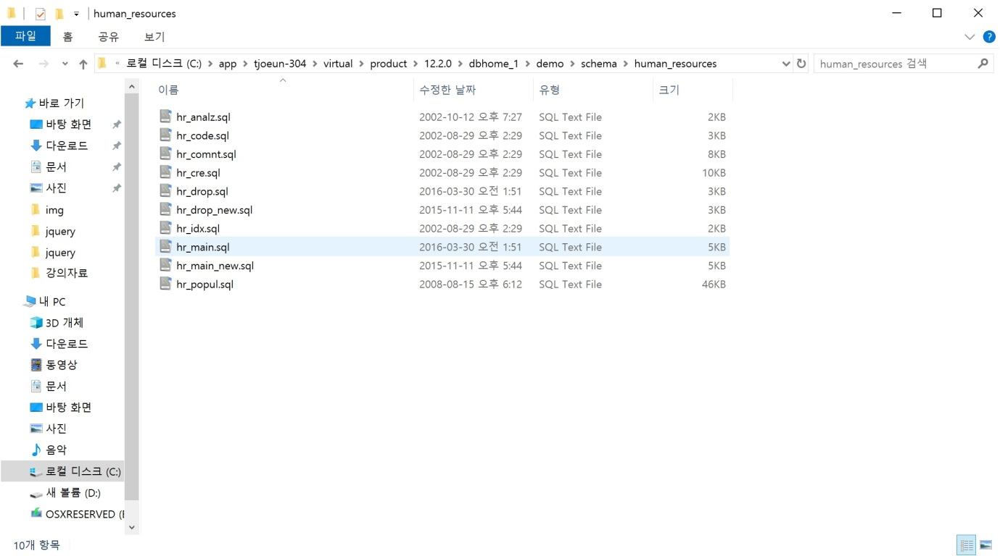 human_resources
파일 홈 공유 보기
« 로컬 디스크 (C:) > app > tjoeun-304 > virtual > product > 12.2.0 > dbhome_1 > demo > schema > human_resources
human_resources 검색
이름 수정한 날짜 유형 크기
hr_analz.sql 2002-10-12 오후 7:27 SQL Text File 2KB
hr_code.sql 2002-08-29 오후 2:29 SQL Text File 3KB
hr_comnt.sql 2002-08-29 오후 2:29 SQL Text File 8KB
hr_cre.sql 2002-08-29 오후 2:29 SQL Text File 10KB
hr_drop.sql 2016-03-30 오전 1:51 SQL Text File 3KB
hr_drop_new.sql 2015-11-11 오후 5:44 SQL Text File 3KB
hr_idx.sql 2002-08-29 오후 2:29 SQL Text File 2KB
hr_main.sql 2016-03-30 오전 1:51 SQL Text File 5KB
hr_main_new.sql 2015-11-11 오후 5:44 SQL Text File 5KB
hr_popul.sql 2008-08-15 오후 6:12 SQL Text File 46KB
바로 가기
바탕 화면
다운로드
문서
사진
img
jquery
jquery
강의자료
내 PC
3D 개체
다운로드
동영상
문서
바탕 화면
사진
음악
로컬 디스크 (C:)
새 볼륨 (D:)
OSXRESERVED (E
10개 항목